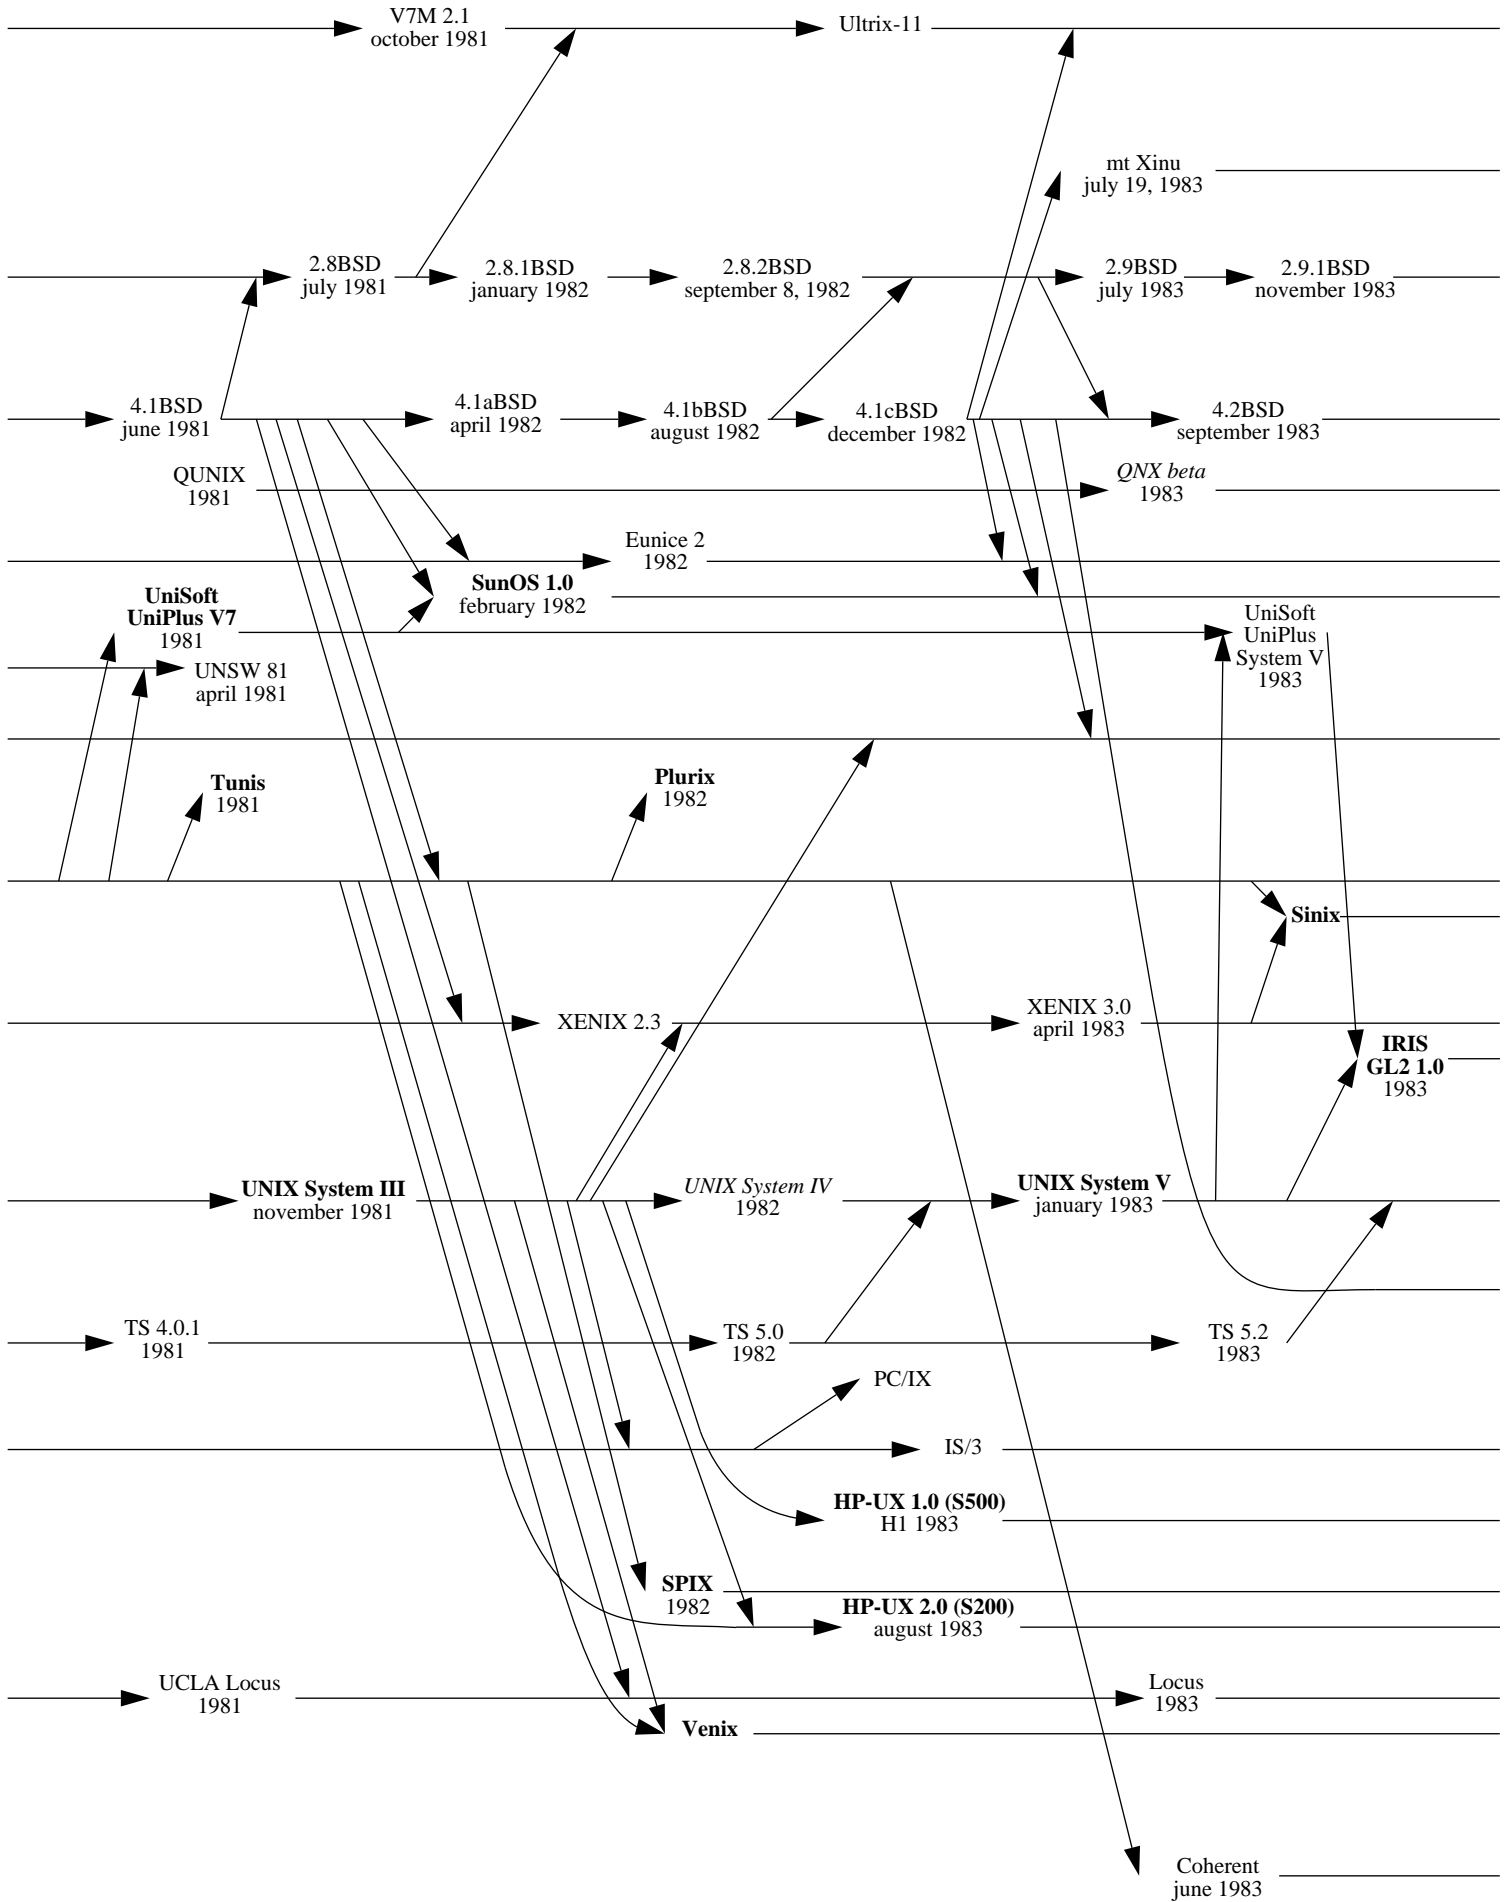 V7M 2.1
october 1981
Ultrix-11
mt Xinu
july 19, 1983
2.8BSD
july 1981
2.8.1BSD
january 1982
2.8.2BSD
september 8, 1982
2.9BSD
july 1983
2.9.1BSD
november 1983
4.1BSD
june 1981
4.1aBSD
april 1982
4.1bBSD
august 1982
4.1cBSD
december 1982
4.2BSD
september 1983
QUNIX
1981
QNX beta
1983
Eunice 2
1982
SunOS 1.0
february 1982
UniSoft
UniPlus V7
1981
UniSoft
UniPlus
System V
1983
UNSW 81
april 1981
Tunis
1981
Plurix
1982
Sinix
XENIX 2.3
XENIX 3.0
april 1983
IRIS
GL2 1.0
1983
UNIX System III
november 1981
UNIX System IV
1982
UNIX System V
january 1983
TS 4.0.1
1981
TS 5.0
1982
TS 5.2
1983
PC/IX
IS/3
HP-UX 1.0 (S500)
H1 1983
SPIX
1982
HP-UX 2.0 (S200)
august 1983
UCLA Locus
1981
Locus
1983
Venix
Coherent
june 1983